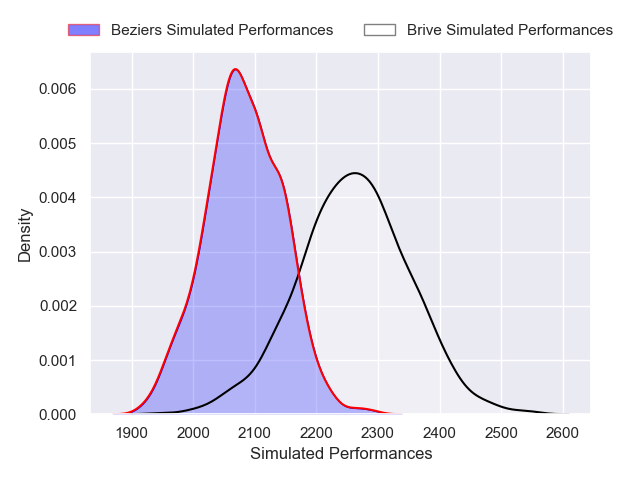 Beziers Simulated Performances Brive Simulated Performances
0.006
0.005
0.004
0.003
0.002
0.001
0.000
Density
1900 2000 2100 2200 2300 2400 2500 2600
Simulated Performances